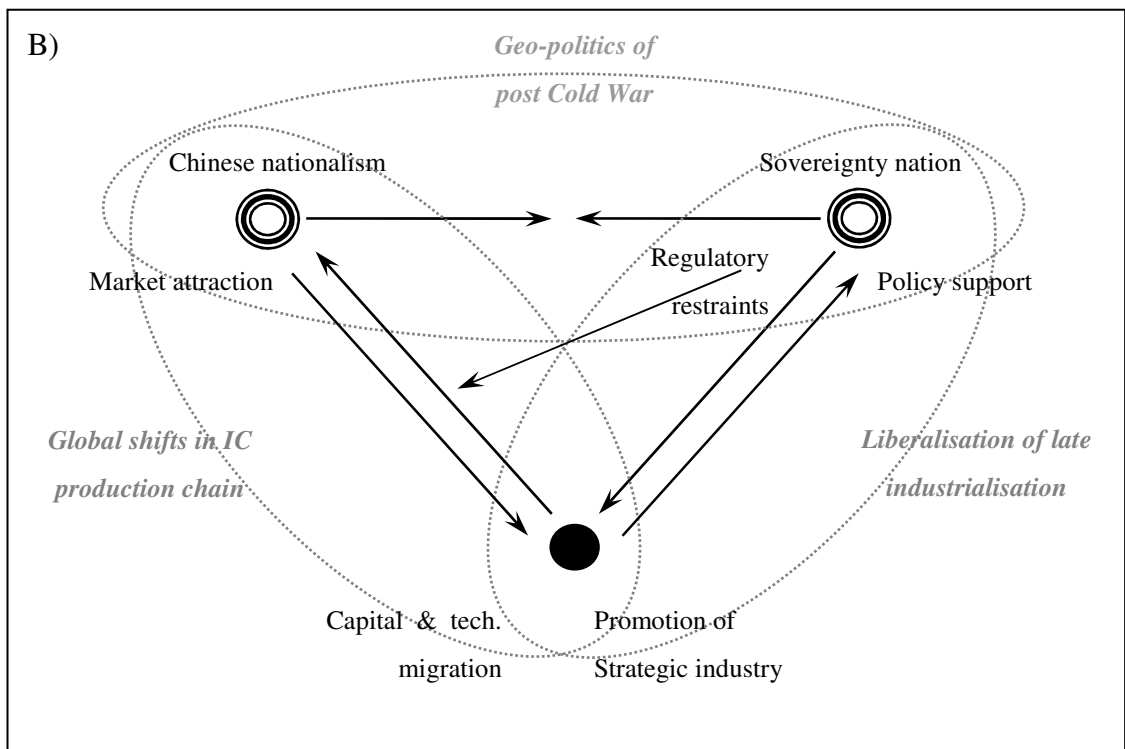 B)
Geo-politics of
post Cold War
Chinese nationalism
Sovereignty nation
Market attraction
Regulatory
restraints
Policy support
Global shifts in IC
production chain
Liberalisation of late
industrialisation
Capital & tech.
migration
Promotion of
Strategic industry